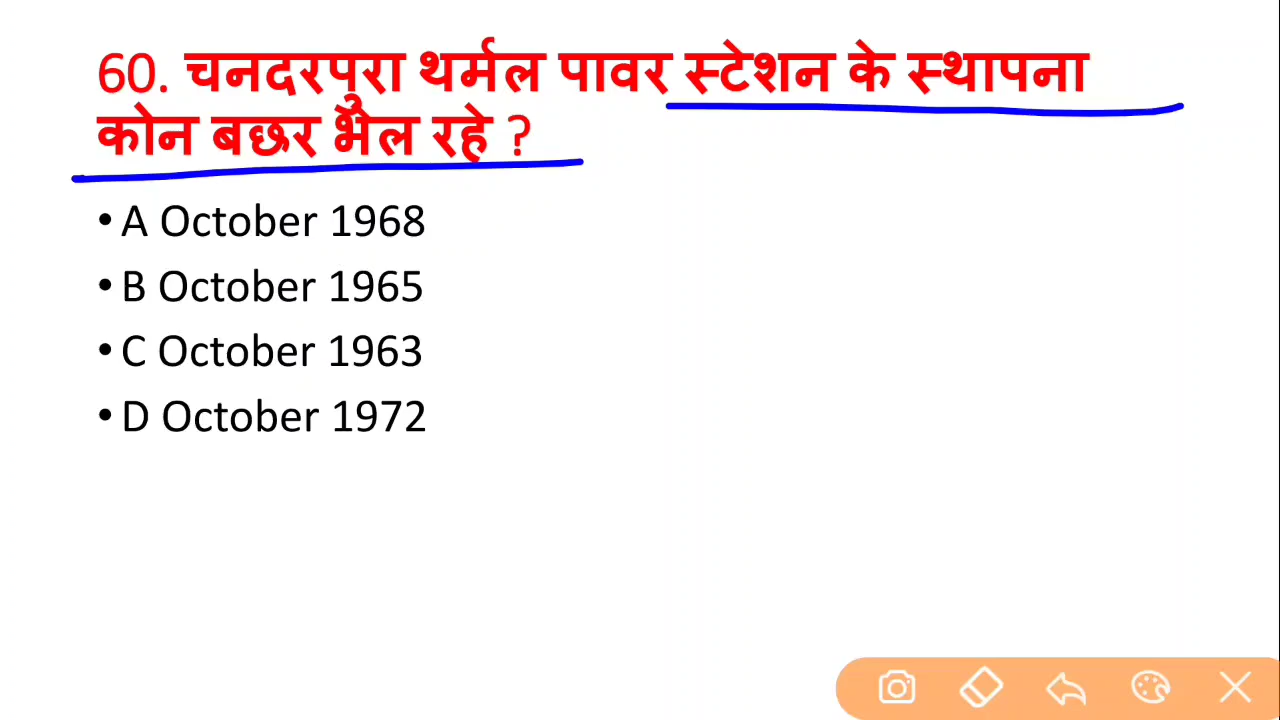 60. चनदरपुरा थर्मल पावर स्टेशन के स्थापना
कोन बछर भेल रहे ?
• A October 1968
• B October 1965
• C October 1963
• D October 1972